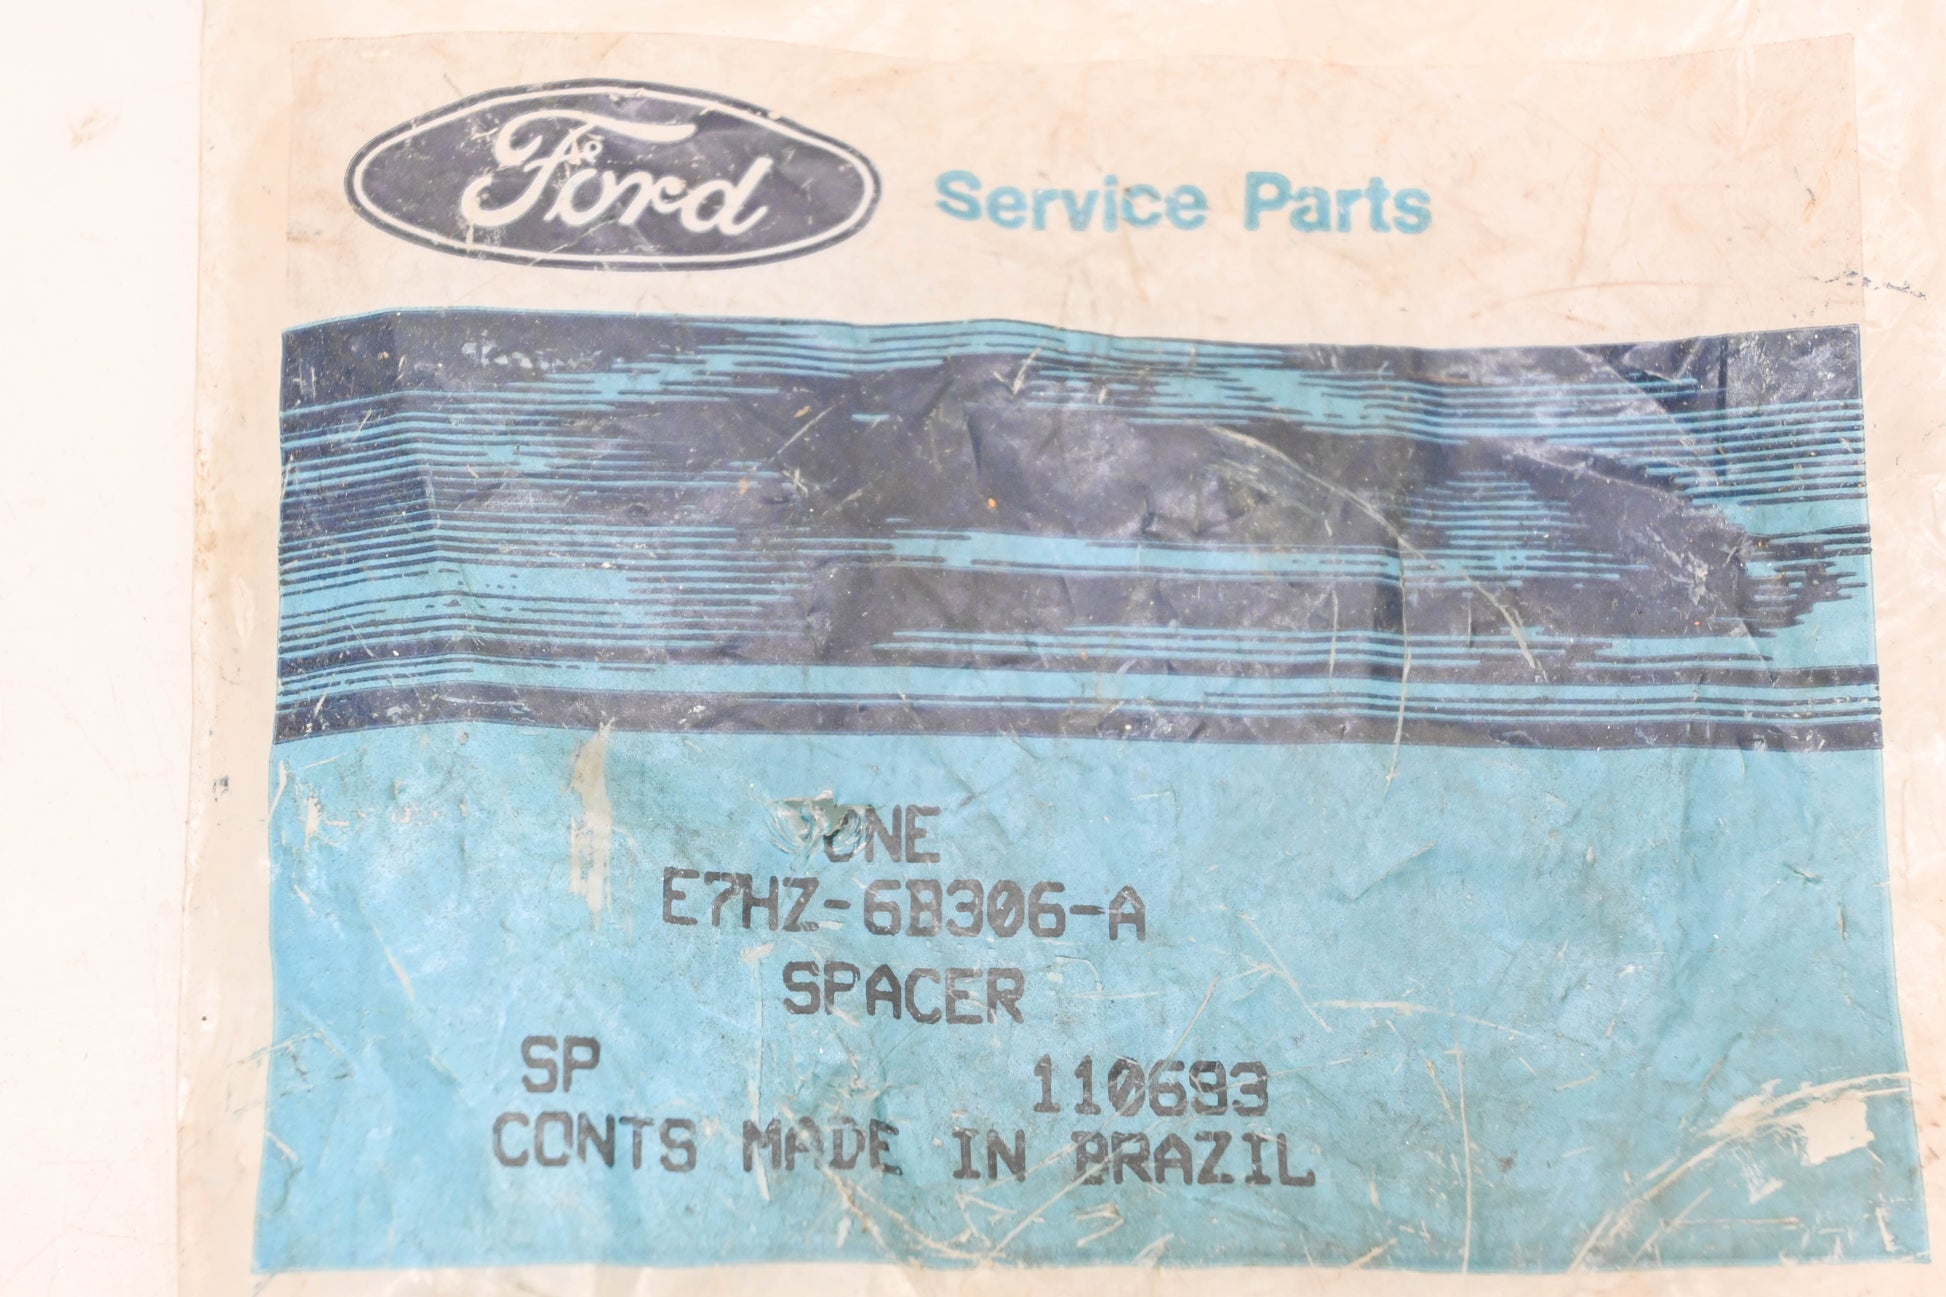 Ford Service Parts
ONE
E7HZ-6B306-A
SPACER
SP 110693
CONTS MADE IN BRAZIL